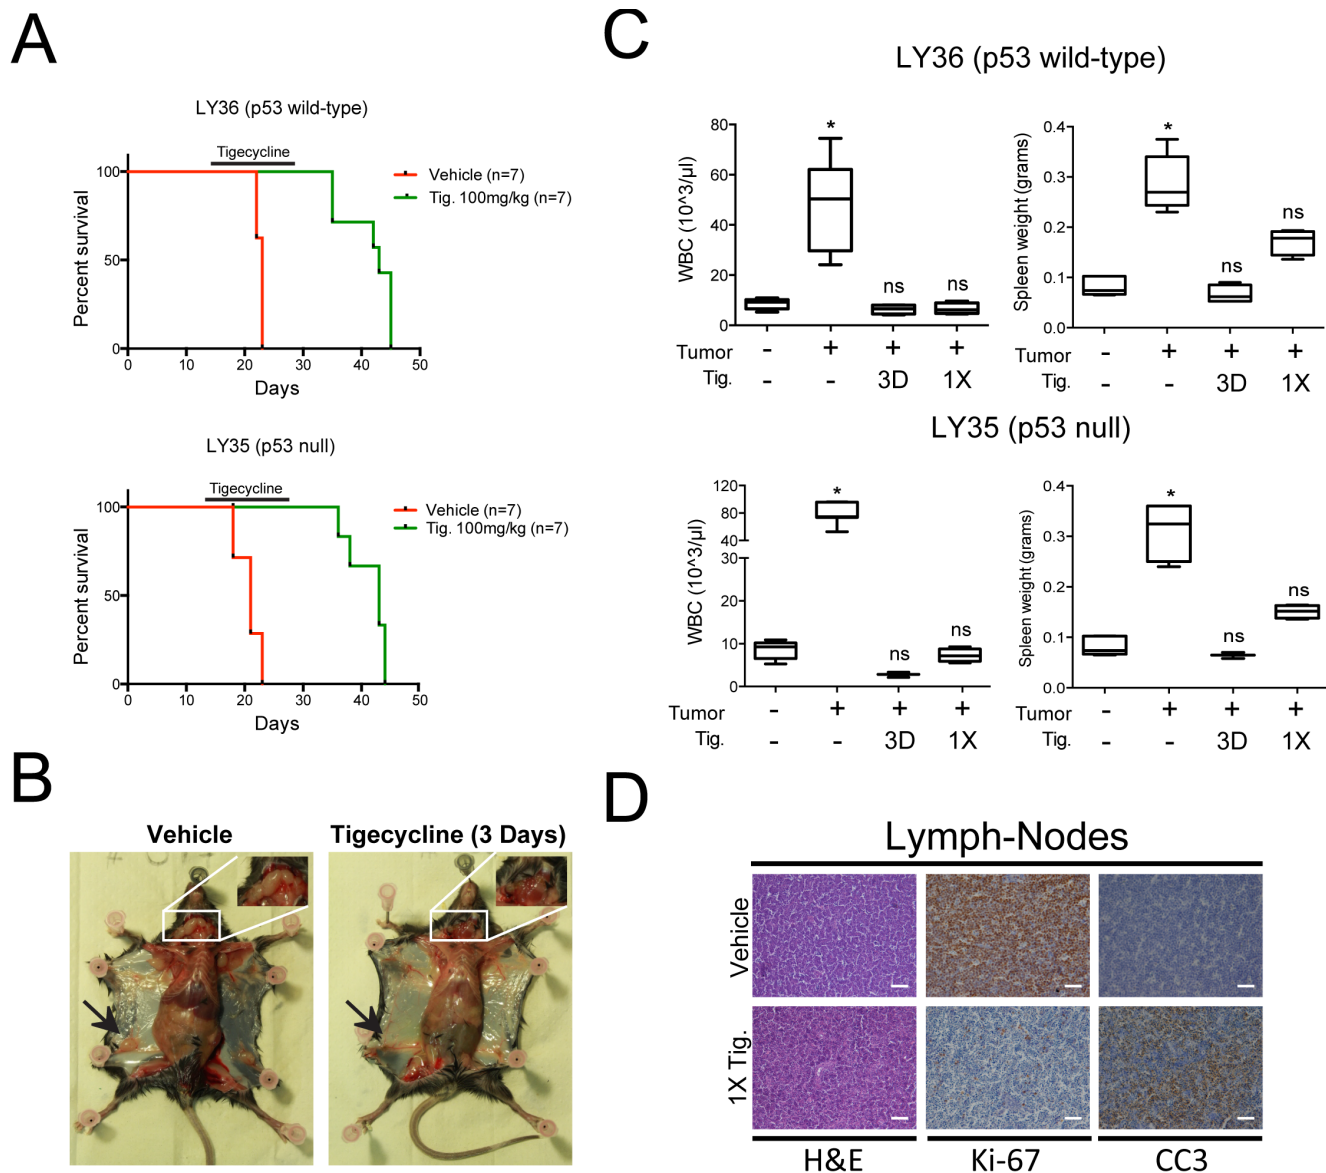 A
LY36 (p53 wild-type)
Tigecycline
Vehicle (n=7)
Tig. 100mg/kg (n=7)
Percent survival
100
50
0
0 10 20 30 40 50
Days
LY35 (p53 null)
Tigecycline
Vehicle (n=7)
Tig. 100mg/kg (n=7)
Percent survival
100
50
0
0 10 20 30 40 50
Days
B
Vehicle
Tigecycline (3 Days)
C
LY36 (p53 wild-type)
WBC (10^3/µl)
80
60
40
20
0
* ns ns
Tumor - + + +
Tig. - - 3D 1X
Spleen weight (grams)
0.4
0.3
0.2
0.1
0.0
* ns ns
Tumor - + + +
Tig. - - 3D 1X
LY35 (p53 null)
WBC (10^3/µl)
120
80
40
30
20
10
0
* ns ns
Tumor - + + +
Tig. - - 3D 1X
Spleen weight (grams)
0.4
0.3
0.2
0.1
0.0
* ns ns
Tumor - + + +
Tig. - - 3D 1X
D
Lymph-Nodes
Vehicle
1X Tig.
H&E Ki-67 CC3